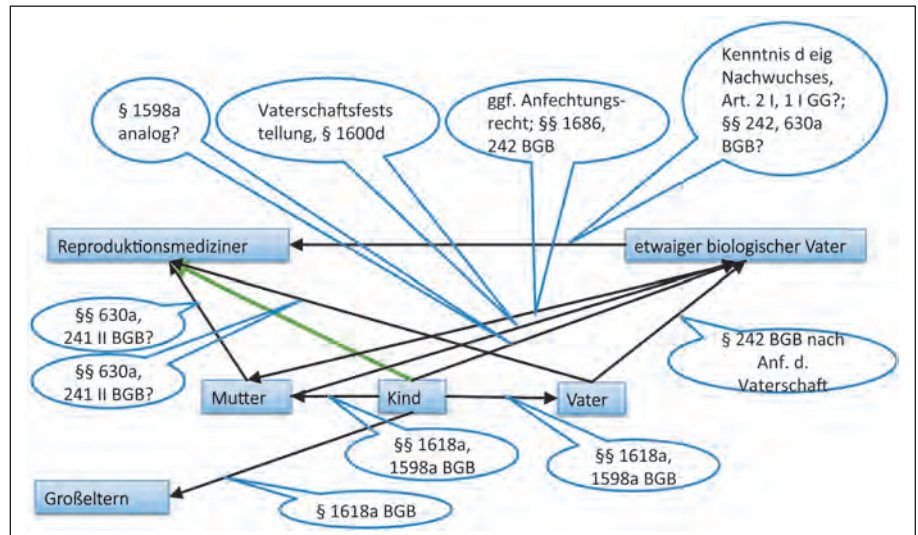 § 1598a
analog?
Vaterschaftsfests
tellung, § 1600d
ggf. Anfechtungs-
recht; §§ 1686,
242 BGB
Kenntnis d eig
Nachwuchses,
Art. 2 I, 1 I GG?;
§§ 242, 630a
BGB?
Reproduktionsmediziner
etwaiger biologischer Vater
§§ 630a,
241 II BGB?
§§ 630a,
241 II BGB?
§ 242 BGB nach
Anf. d.
Vaterschaft
Mutter
Kind
Vater
§§ 1618a,
1598a BGB
§§ 1618a,
1598a BGB
Großeltern
§ 1618a BGB